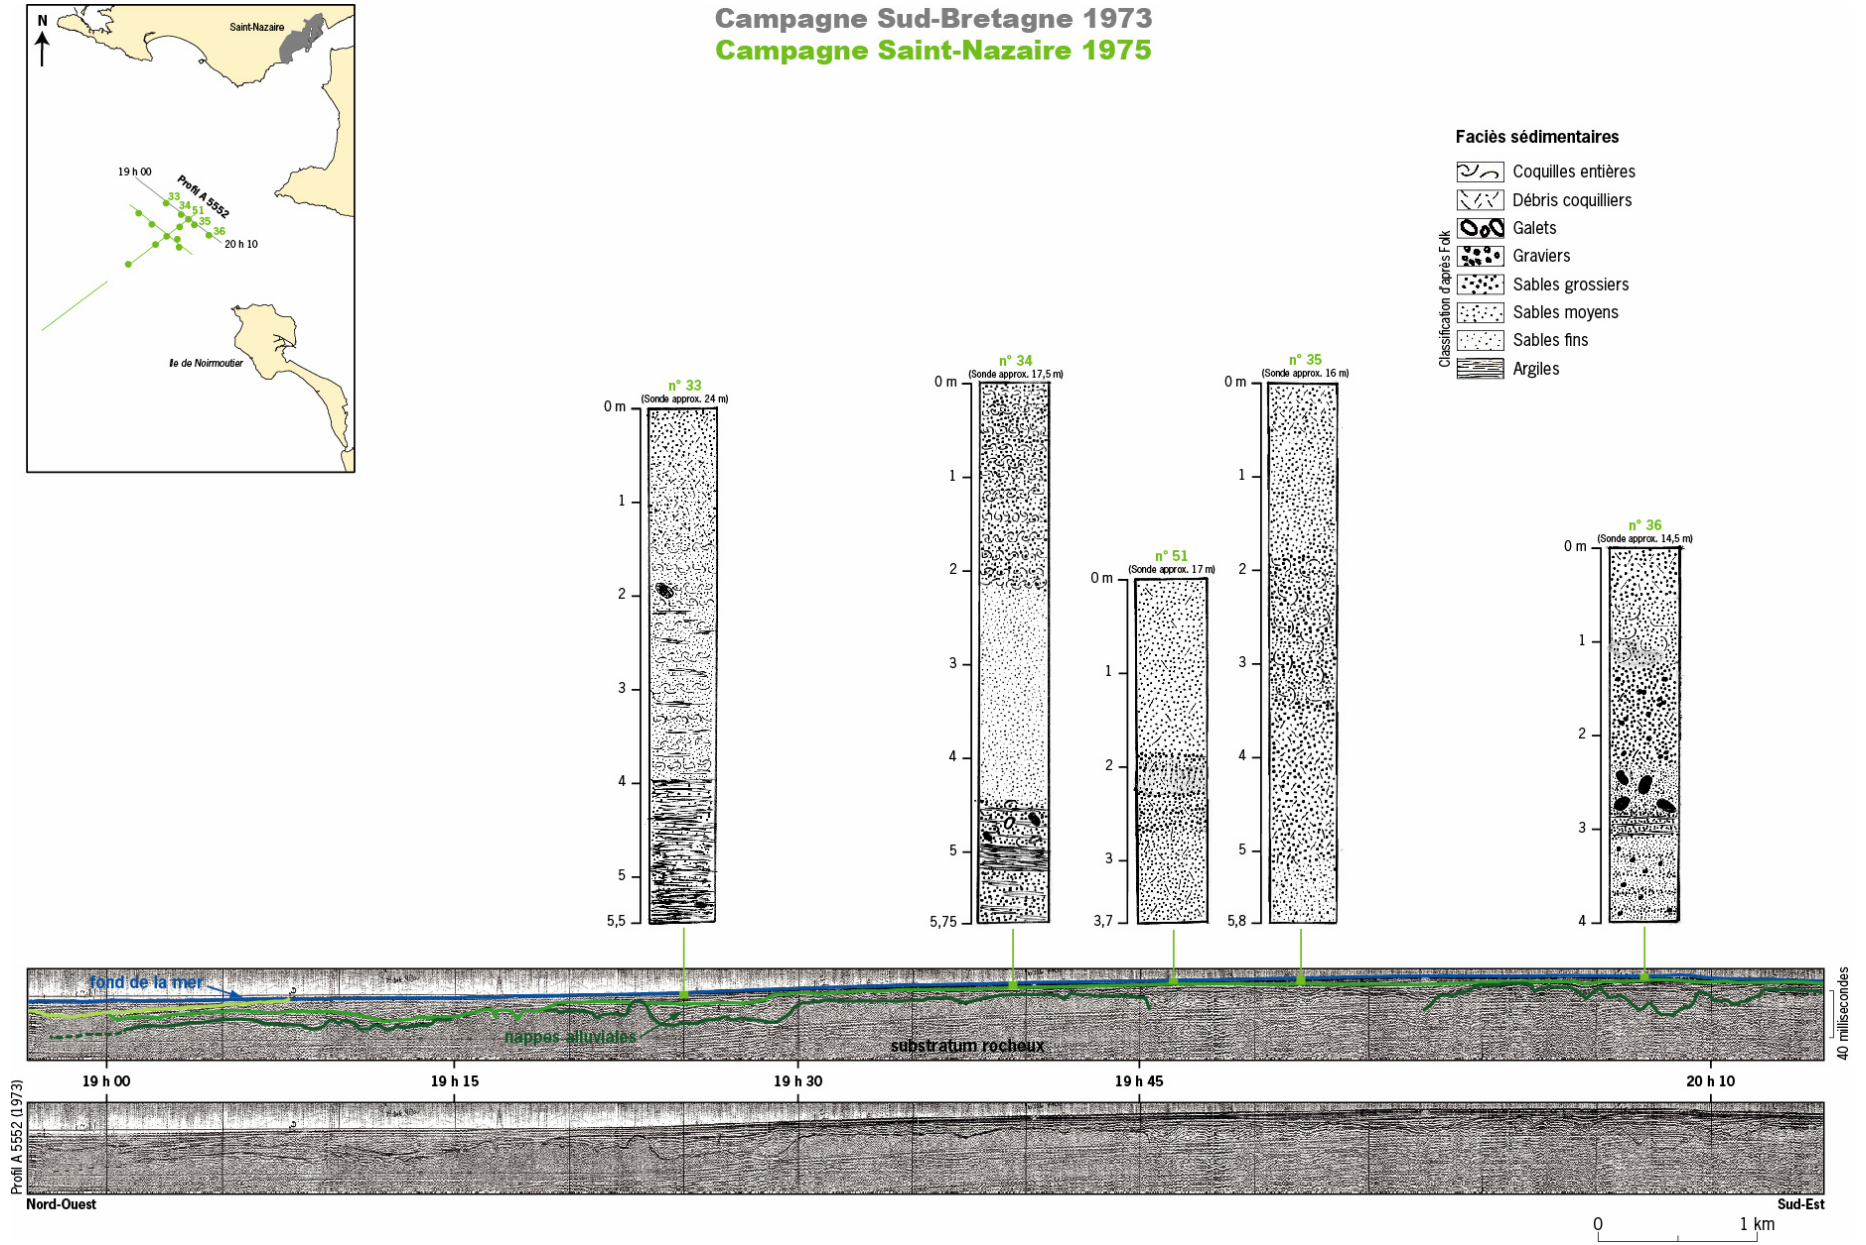 Campagne Sud-Bretagne 1973
Campagne Saint-Nazaire 1975
N
Saint-Nazaire
19 h 00
Profil A 5552
33
34
51
35
36
20 h 10
Ile de Noirmoutier
Faciès sédimentaires
Classification d'après Folk
Coquilles entières
Débris coquilliers
Galets
Graviers
Sables grossiers
Sables moyens
Sables fins
Argiles
n° 33
(Sonde approx. 24 m)
0 m
1
2
3
4
5
5,5
n° 34
(Sonde approx. 17,5 m)
0 m
1
2
3
4
5
5,75
n° 51
(Sonde approx. 17 m)
0 m
1
2
3
3,7
n° 35
(Sonde approx. 16 m)
0 m
1
2
3
4
5
5,8
n° 36
(Sonde approx. 14,5 m)
0 m
1
2
3
4
fond de la mer
nappes alluviales
substratum rocheux
40 millisecondes
19 h 00
19 h 15
19 h 30
19 h 45
20 h 10
Profil A 5552 (1973)
Nord-Ouest
Sud-Est
0
1 km